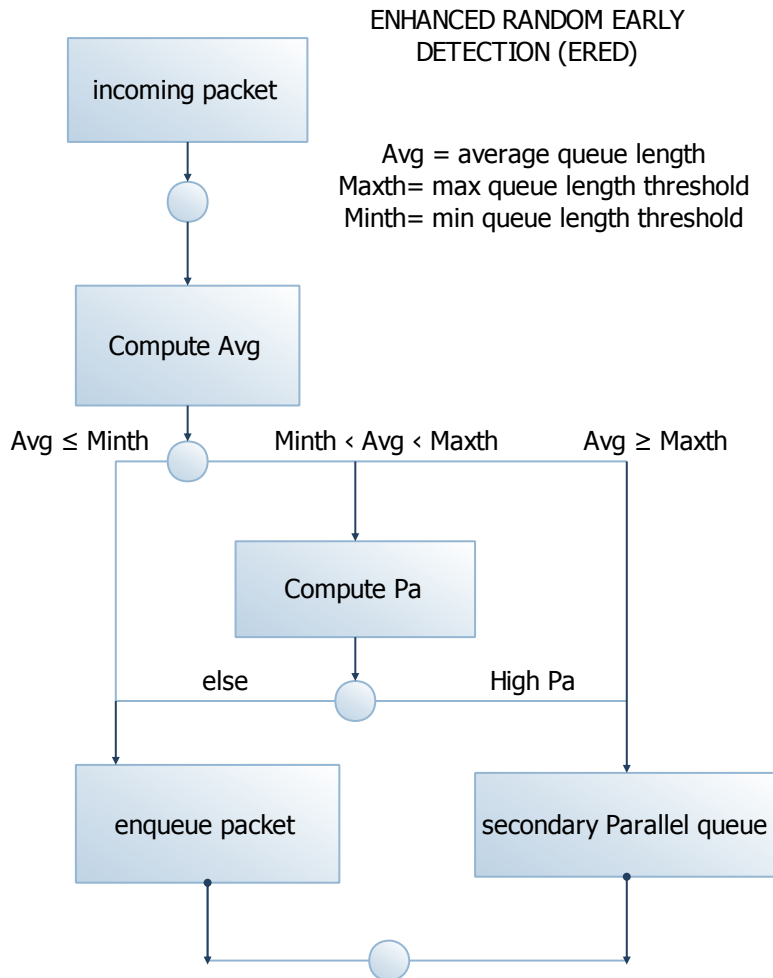 ENHANCED RANDOM EARLY
DETECTION (ERED)
incoming packet
Avg = average queue length
Maxth= max queue length threshold
Minth= min queue length threshold
Compute Avg
Avg ≤ Minth
Minth ‹ Avg ‹ Maxth
Avg ≥ Maxth
Compute Pa
else
High Pa
enqueue packet
secondary Parallel queue